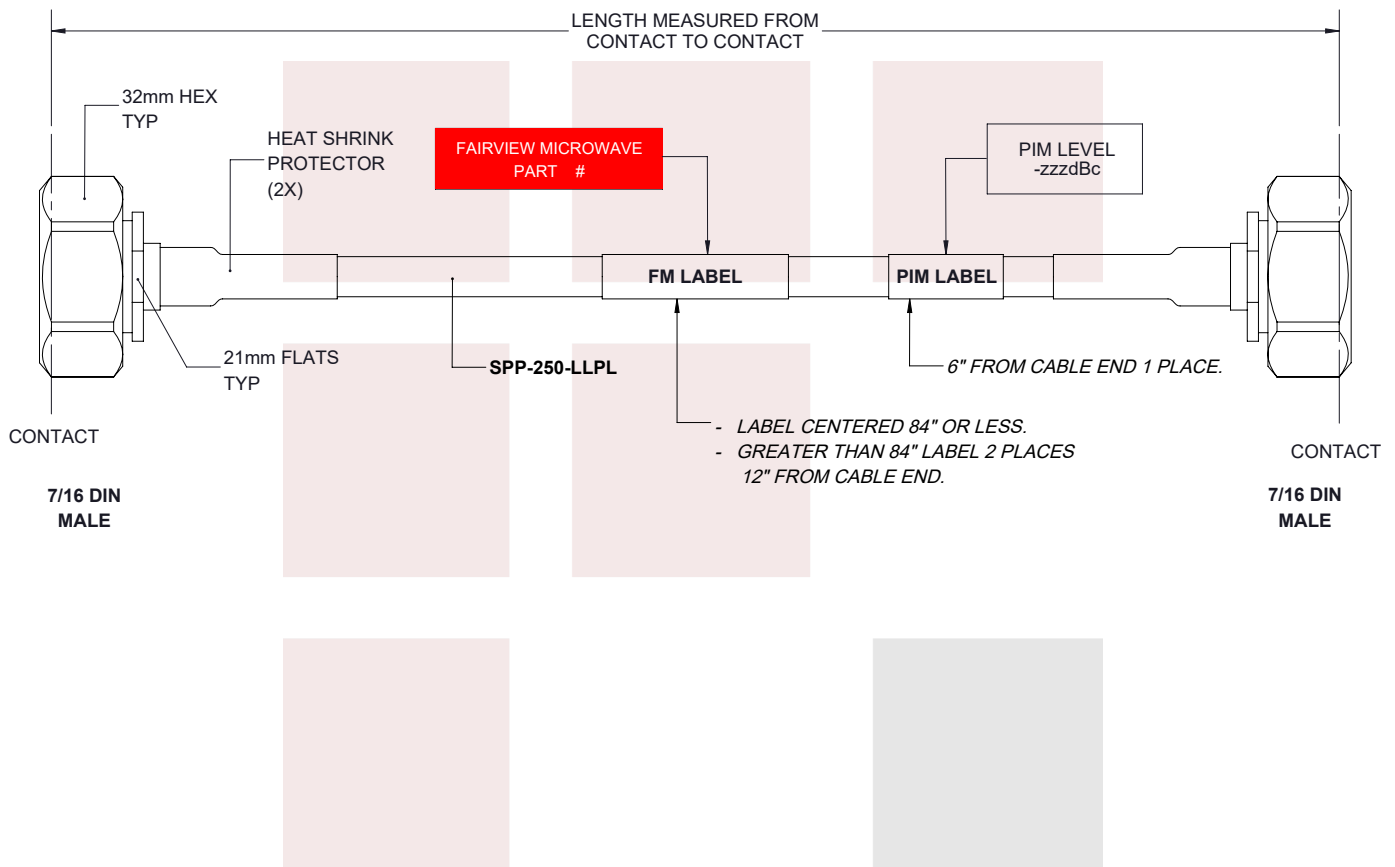 LENGTH MEASURED FROM
CONTACT TO CONTACT
32mm HEX
TYP
HEAT SHRINK
PROTECTOR
(2X)
FAIRVIEW MICROWAVE
PART #
PIM LEVEL
-zzzdBc
FM LABEL
PIM LABEL
21mm FLATS
TYP
SPP-250-LLPL
6" FROM CABLE END 1 PLACE.
- LABEL CENTERED 84" OR LESS.
- GREATER THAN 84" LABEL 2 PLACES
12" FROM CABLE END.
CONTACT
7/16 DIN
MALE
CONTACT
7/16 DIN
MALE